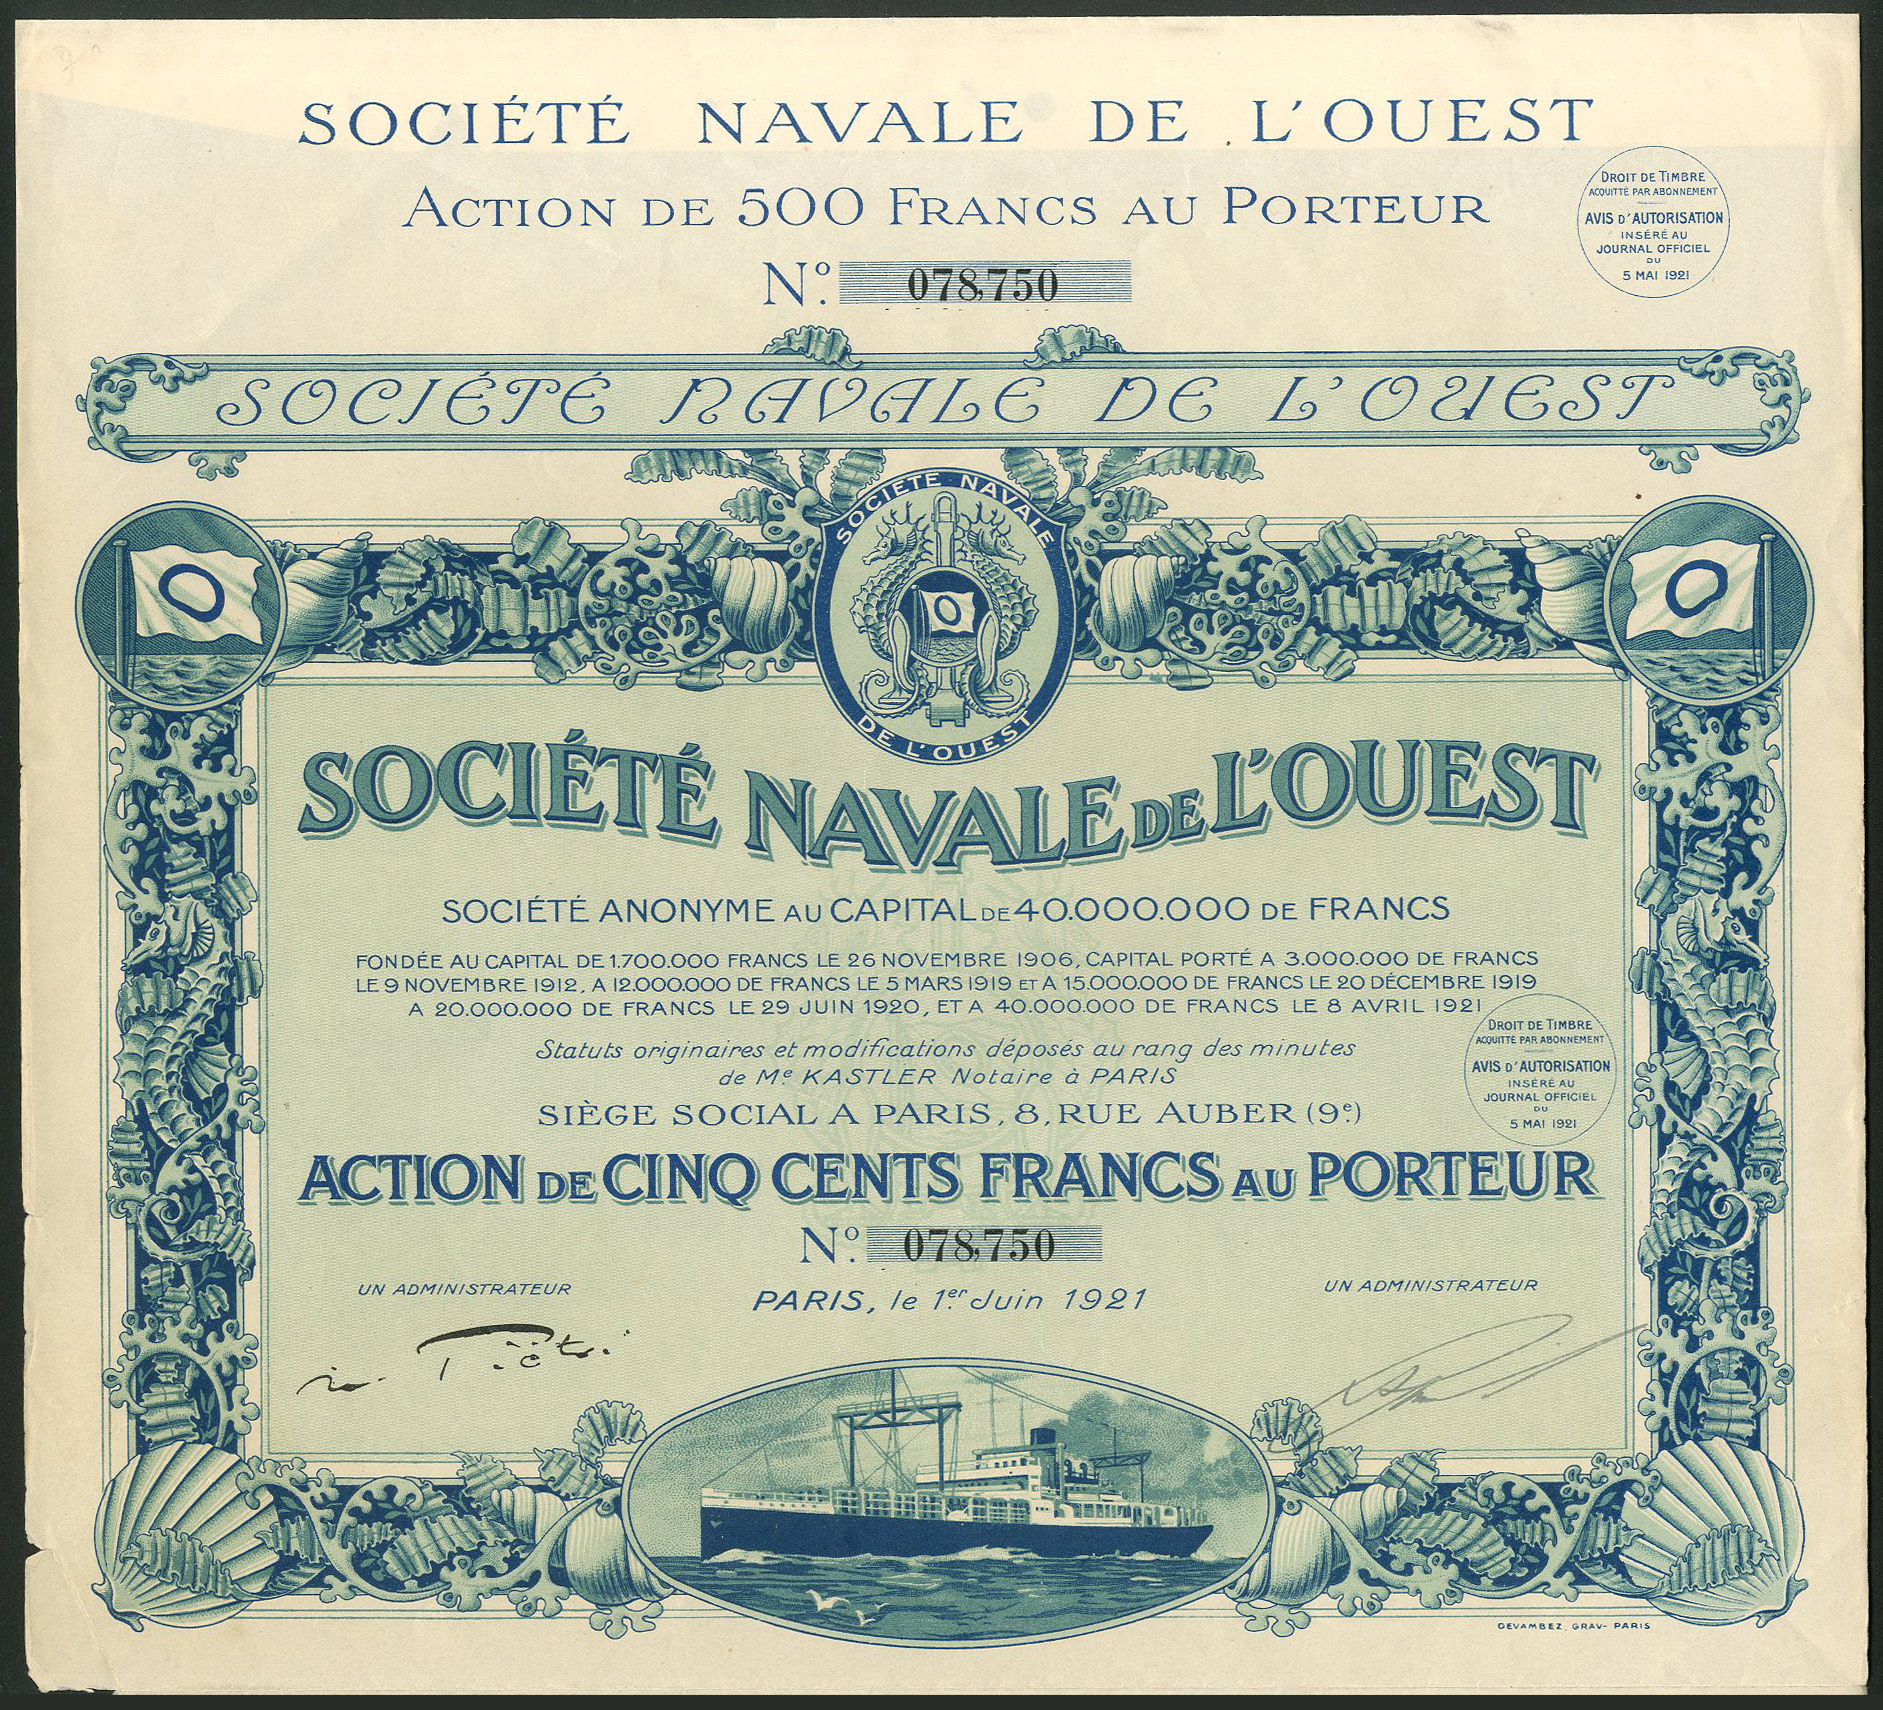 SOCIÉTÉ NAVALE DE L'OUEST
ACTION DE 500 FRANCS AU PORTEUR
DROIT DE TIMBRE
ACQUITTÉ PAR ABONNEMENT
AVIS D'AUTORISATION
INSÉRÉ AU
JOURNAL OFFICIEL
DU
5 MAI 1921
Nº. 078,750
SOCIÉTÉ NAVALE DE L'OUEST
SOCIÉTÉ NAVALE
DE L'OUEST
SOCIÉTÉ NAVALE DE L'OUEST
SOCIÉTÉ ANONYME AU CAPITAL DE 40.000.000 DE FRANCS
FONDÉE AU CAPITAL DE 1.700.000 FRANCS LE 26 NOVEMBRE 1906, CAPITAL PORTÉ A 3.000.000 DE FRANCS
LE 9 NOVEMBRE 1912, A 12.000.000 DE FRANCS LE 5 MARS 1919 ET A 15.000.000 DE FRANCS LE 20 DÉCEMBRE 1919
A 20.000.000 DE FRANCS LE 29 JUIN 1920, ET A 40.000.000 DE FRANCS LE 8 AVRIL 1921
DROIT DE TIMBRE
ACQUITTÉ PAR ABONNEMENT
AVIS D'AUTORISATION
INSÉRÉ AU
JOURNAL OFFICIEL
DU
5 MAI 1921
Statuts originaires et modifications déposés au rang des minutes
de Me KASTLER Notaire à PARIS
SIÈGE SOCIAL A PARIS, 8, RUE AUBER (9e)
ACTION DE CINQ CENTS FRANCS AU PORTEUR
Nº. 078,750
UN ADMINISTRATEUR
PARIS, le 1er Juin 1921
UN ADMINISTRATEUR
DEVAMBEZ, GRAV- PARIS